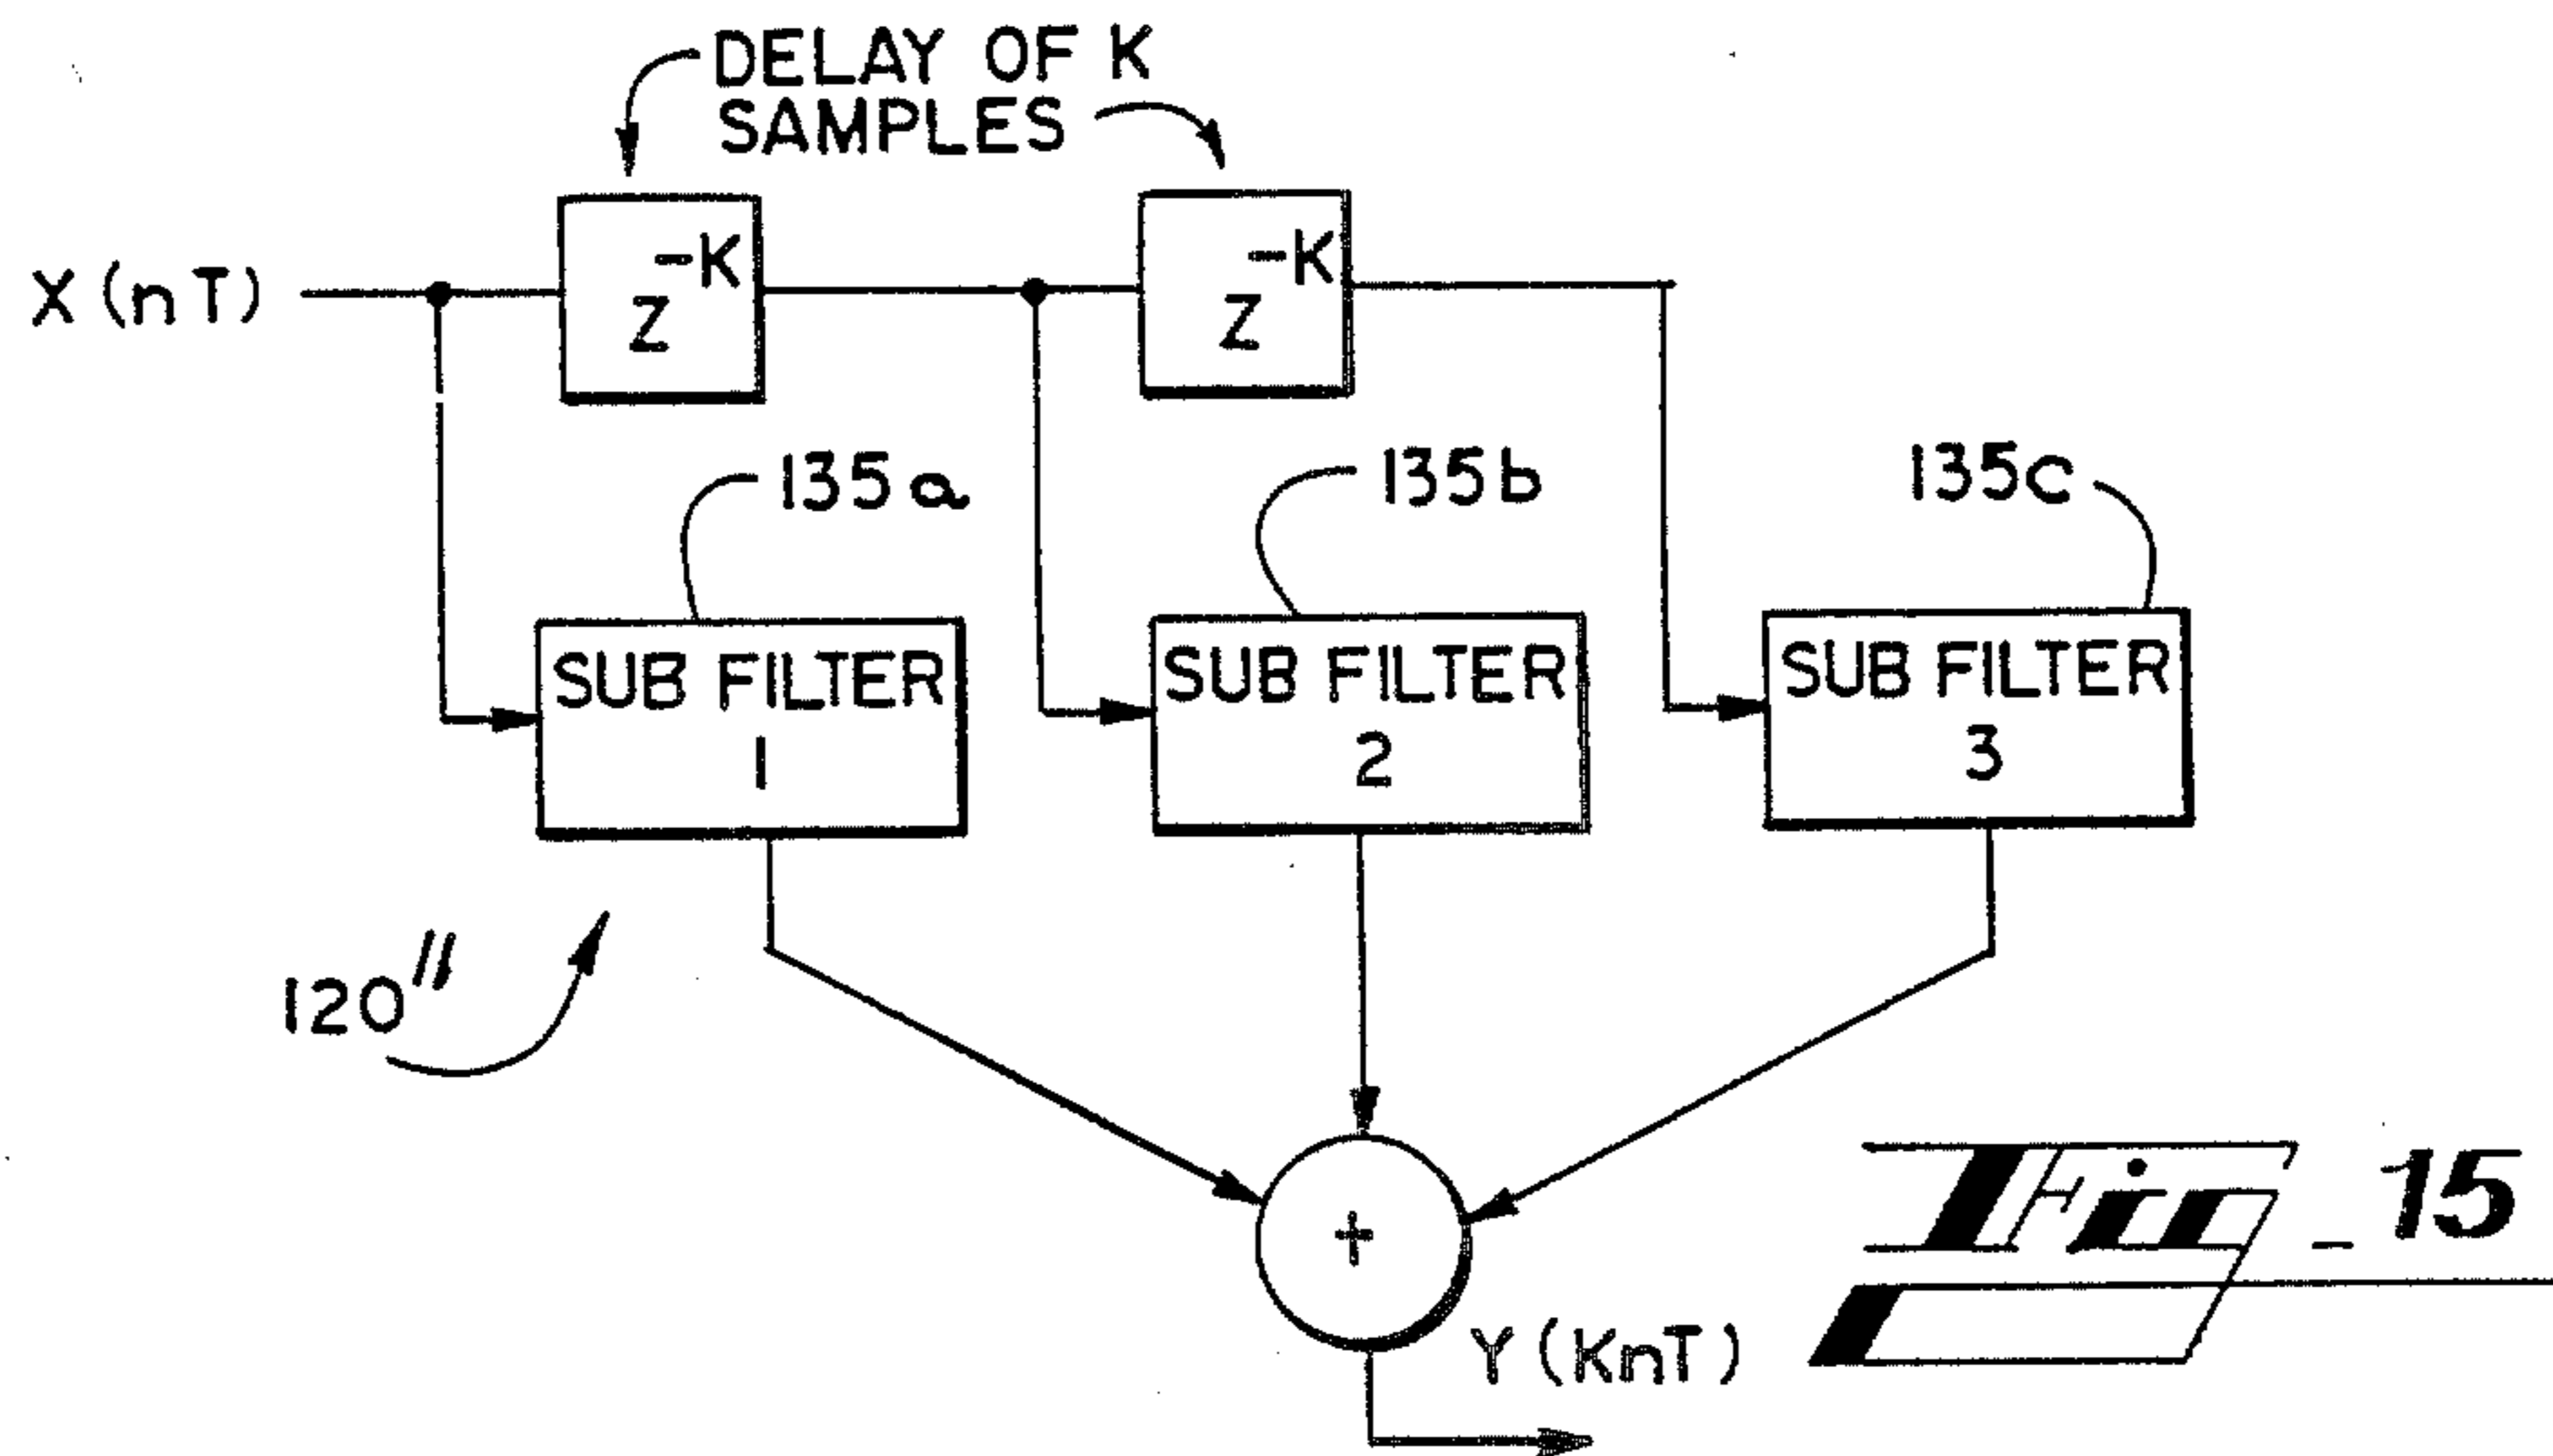 DELAY OF K
SAMPLES
X (nT)
Z^-K
Z^-K
135a
135b
135c
SUB FILTER
1
SUB FILTER
2
SUB FILTER
3
120"
+
Y (KnT)
Fig_15